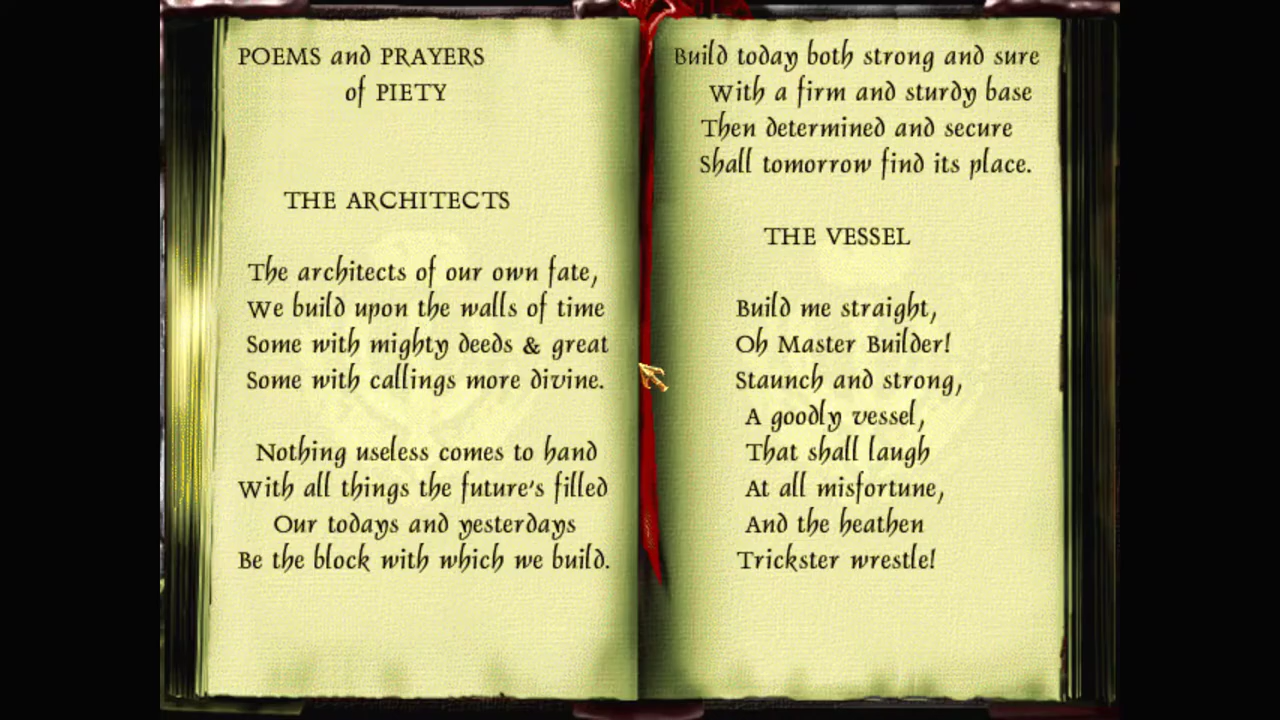 POEMS and PRAYERS
of PIETY
THE ARCHITECTS
The architects of our own fate,
We build upon the walls of time
Some with mighty deeds & great
Some with callings more divine.
Nothing useless comes to hand
With all things the future's filled
Our todays and yesterdays
Be the block with which we build.
Build today both strong and sure
With a firm and sturdy base
Then determined and secure
Shall tomorrow find its place.
THE VESSEL
Build me straight,
Oh Master Builder!
Staunch and strong,
A goodly vessel,
That shall laugh
At all misfortune,
And the heathen
Trickster wrestle!